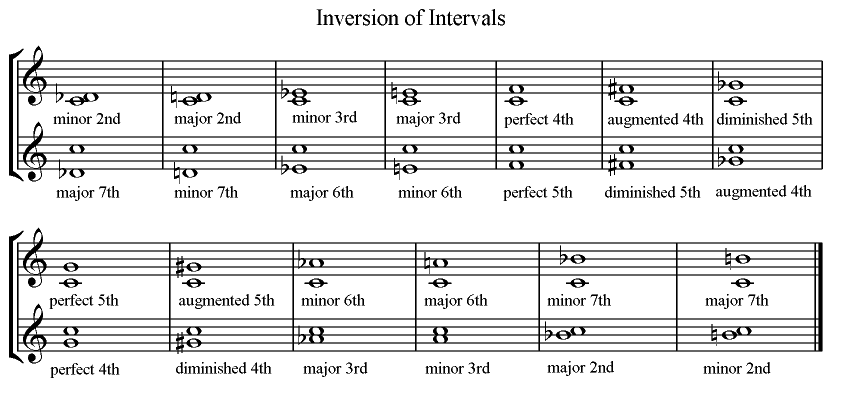 Inversion of Intervals
minor 2nd major 2nd minor 3rd major 3rd perfect 4th augmented 4th diminished 5th
major 7th minor 7th major 6th minor 6th perfect 5th diminished 5th augmented 4th
perfect 5th augmented 5th minor 6th major 6th minor 7th major 7th
perfect 4th diminished 4th major 3rd minor 3rd major 2nd minor 2nd